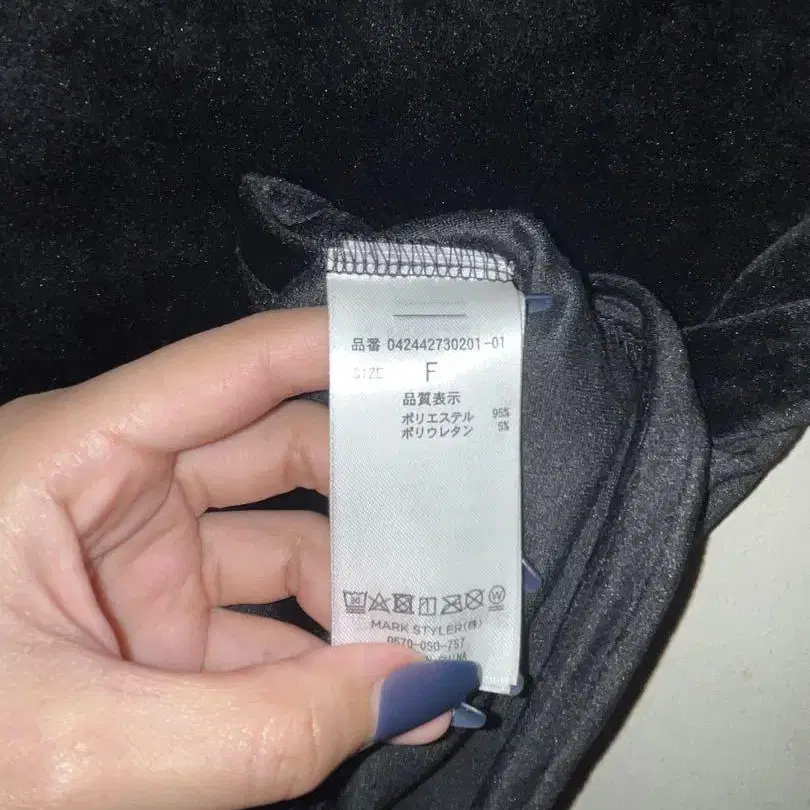 品番 042442730201-01
SIZE F
品質表示
ポリエステル 95%
ポリウレタン 5%
MARK STYLER(株)
0570-050-757
CHINA